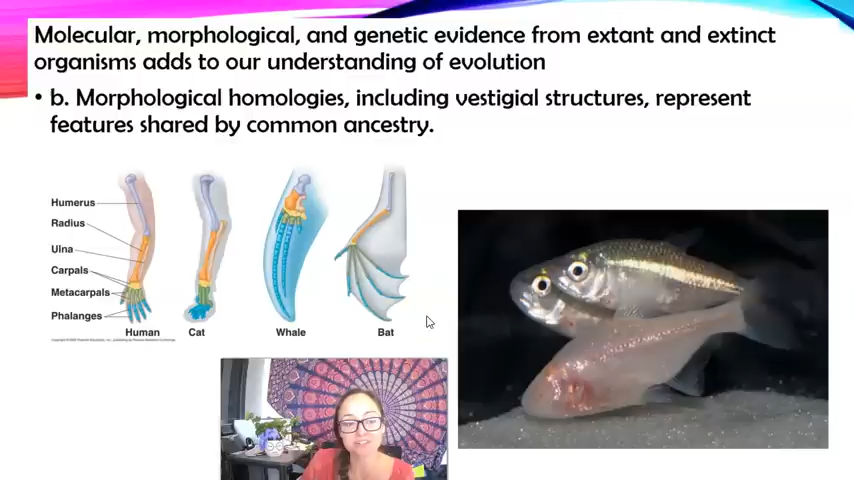 Molecular, morphological, and genetic evidence from extant and extinct
organisms adds to our understanding of evolution
• b. Morphological homologies, including vestigial structures, represent
features shared by common ancestry.
Humerus
Radius
Ulna
Carpals
Metacarpals
Phalanges
Human
Cat
Whale
Bat